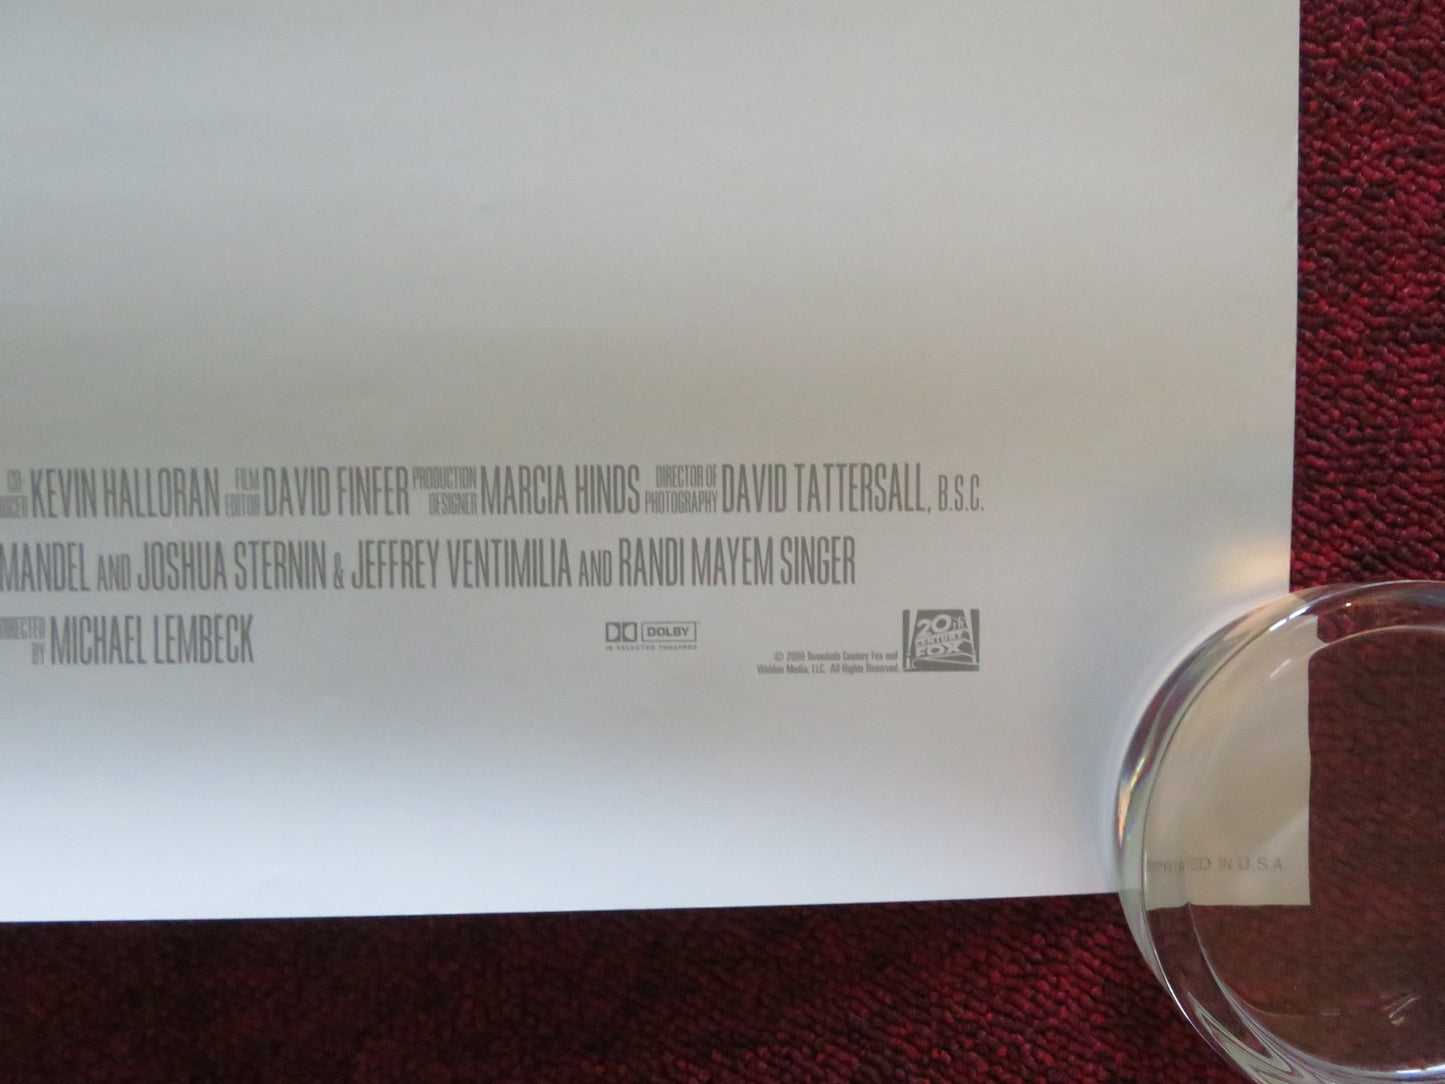 CO- KEVIN HALLORAN FILM EDITOR DAVID FINFER PRODUCTION DESIGNER MARCIA HINDS DIRECTOR OF PHOTOGRAPHY DAVID TATTERSALL, B.S.C.
MANDEL AND JOSHUA STERNIN & JEFFREY VENTIMILIA AND RANDI MAYEM SINGER
DIRECTED BY MICHAEL LEMBECK
DOLBY
IN SELECTED THEATRES
© 2009 Twentieth Century Fox and
Walden Media, LLC. All Rights Reserved.
20th
CENTURY
FOX
PRINTED IN U.S.A